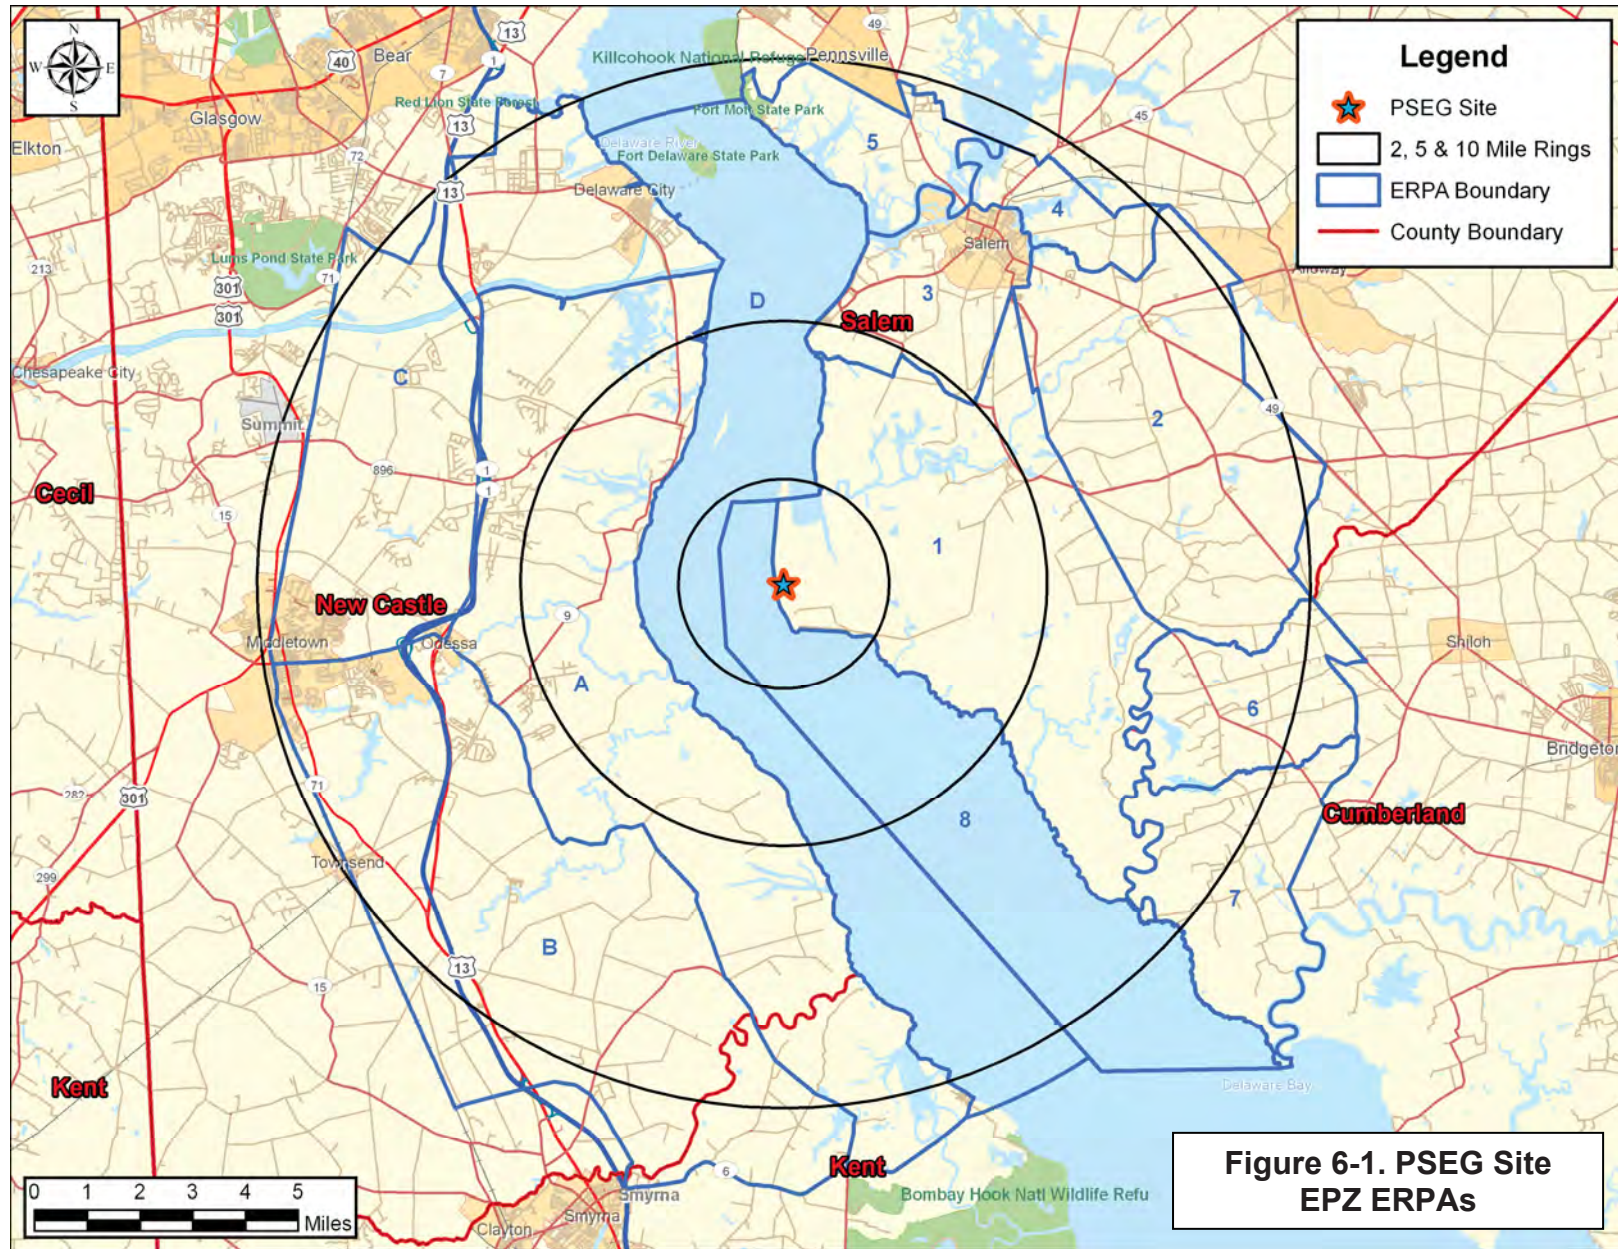 N
W
E
S
13
49
Killcohook National Refuge
Pennsville
40
Bear
1
7
Red Lion State Forest
Fort Mott State Park
45
Glasgow
13
5
Delaware River
Elkton
72
Fort Delaware State Park
13
Delaware City
4
Salem
Lums Pond State Park
213
71
301
3
D
301
Salem
Chesapeake City
C
49
Summit
2
896
1
1
Cecil
15
1
New Castle
9
Middletown
Odessa
Shiloh
A
6
Bridgeton
71
282
301
Cumberland
8
Townsend
299
7
B
13
15
Kent
Delaware Bay
Kent
6
Smyrna
Bombay Hook Natl Wildlife Refu
Smyrna
Clayton
Legend
PSEG Site
2, 5 & 10 Mile Rings
ERPA Boundary
County Boundary
0 1 2 3 4 5
Miles
Figure 6-1. PSEG Site
EPZ ERPAs